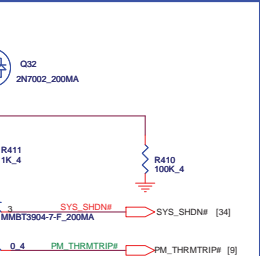 Q32
2N7002_200MA
R411
1K_4
R410
100K_4
3
SYS_SHDN#
SYS_SHDN# [34]
MMBT3904-7-F_200MA
0_4
PM_THRMTRIP#
PM_THRMTRIP# [9]